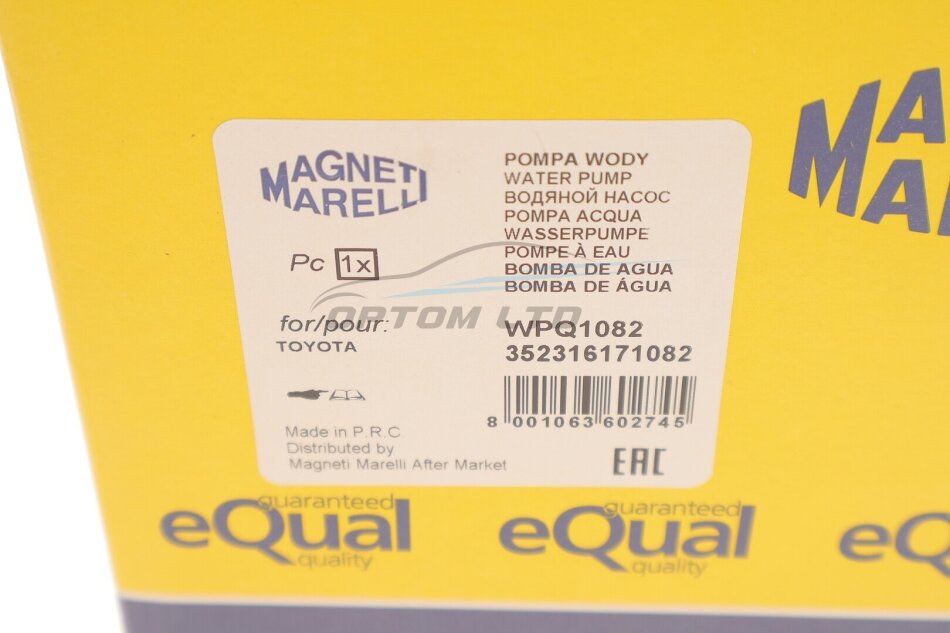 MAGNETI
MARELLI
POMPA WODY
WATER PUMP
ВОДЯНОЙ НАСОС
POMPA ACQUA
WASSERPUMPE
POMPE À EAU
BOMBA DE AGUA
BOMBA DE ÁGUA
Pc 1x
OPTOM LTD
for/pour:
TOYOTA
WPQ1082
352316171082
8 001063 602745
Made in P.R.C.
Distributed by
Magneti Marelli After Market
EAC
MA
MA
guaranteed
eQual
quality
guaranteed
eQual
quality
eQ